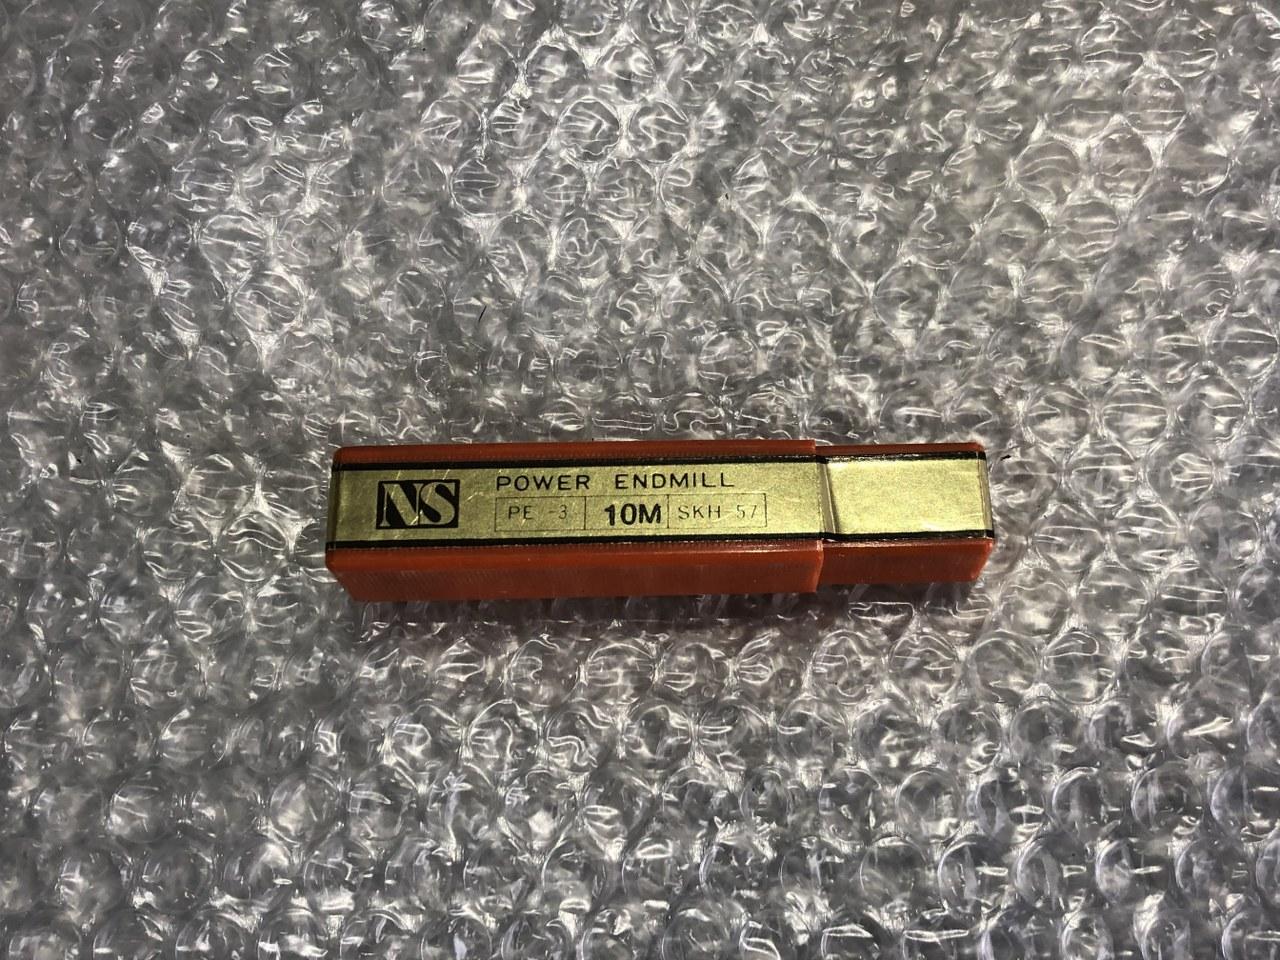 NS
POWER ENDMILL
PE -3 10M SKH 57